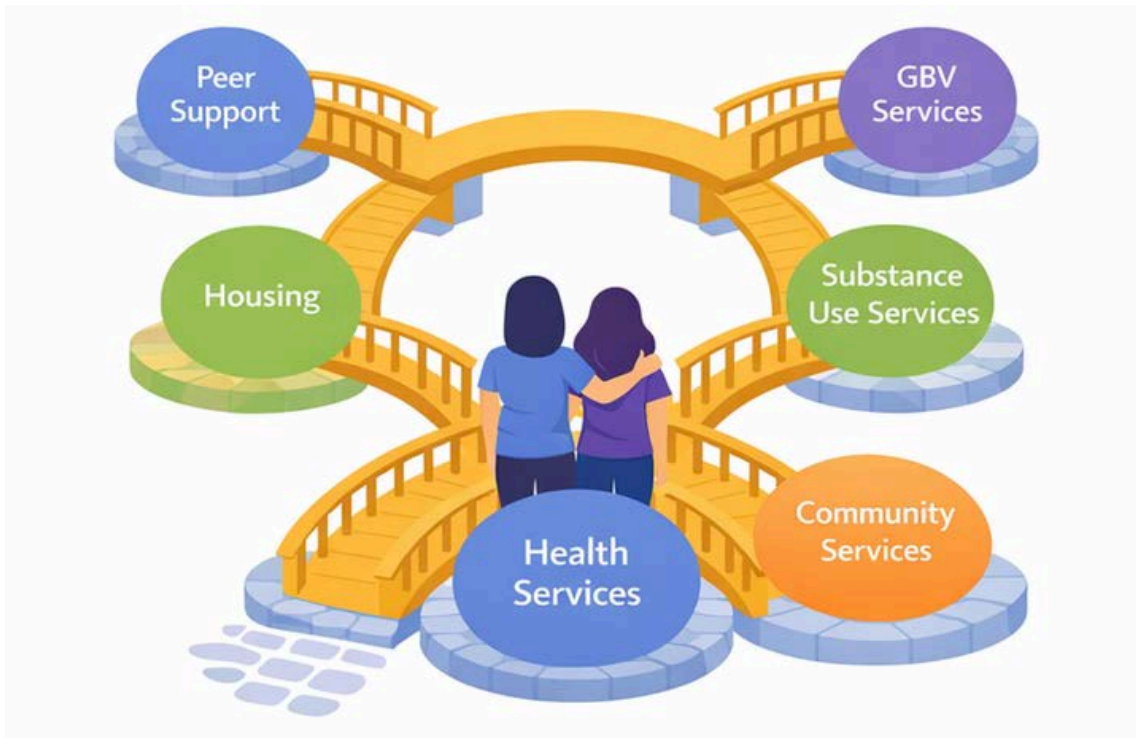 Peer
Support
GBV
Services
Housing
Substance
Use Services
Community
Services
Health
Services